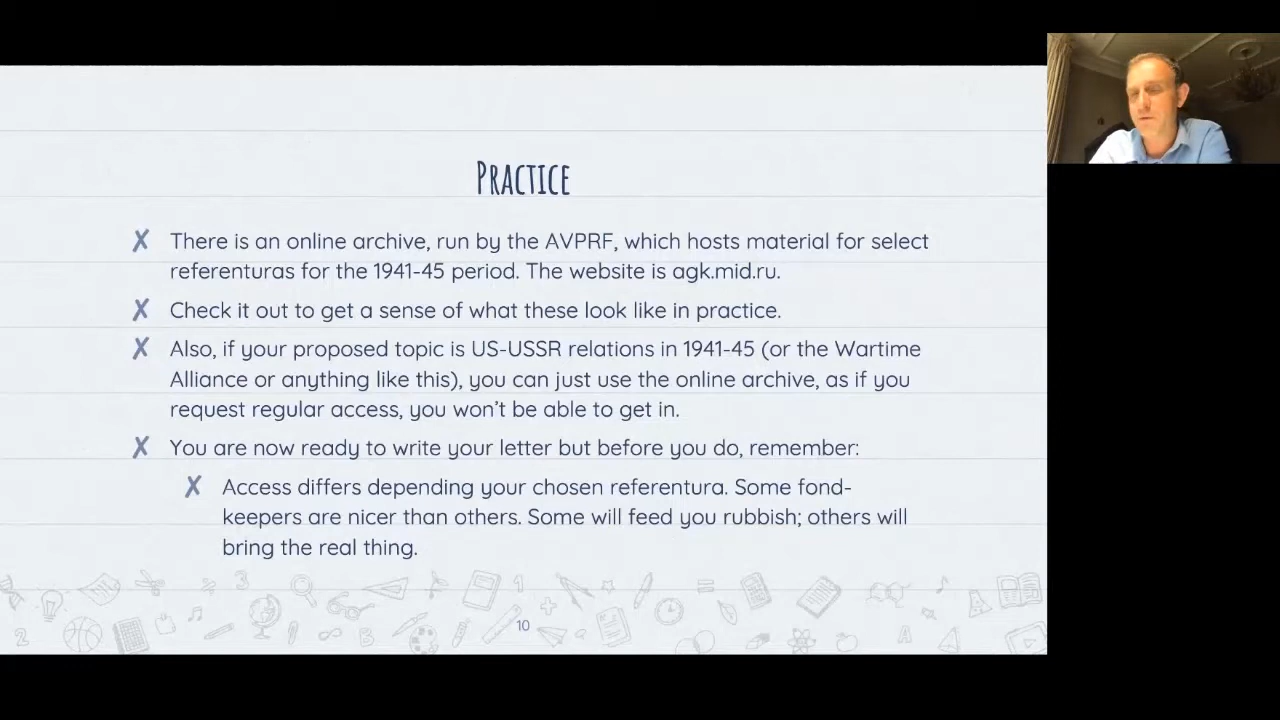 Practice
✗ There is an online archive, run by the AVPRF, which hosts material for select
referenturas for the 1941-45 period. The website is agk.mid.ru.
✗ Check it out to get a sense of what these look like in practice.
✗ Also, if your proposed topic is US-USSR relations in 1941-45 (or the Wartime
Alliance or anything like this), you can just use the online archive, as if you
request regular access, you won't be able to get in.
✗ You are now ready to write your letter but before you do, remember:
✗ Access differs depending your chosen referentura. Some fond-
keepers are nicer than others. Some will feed you rubbish; others will
bring the real thing.
10